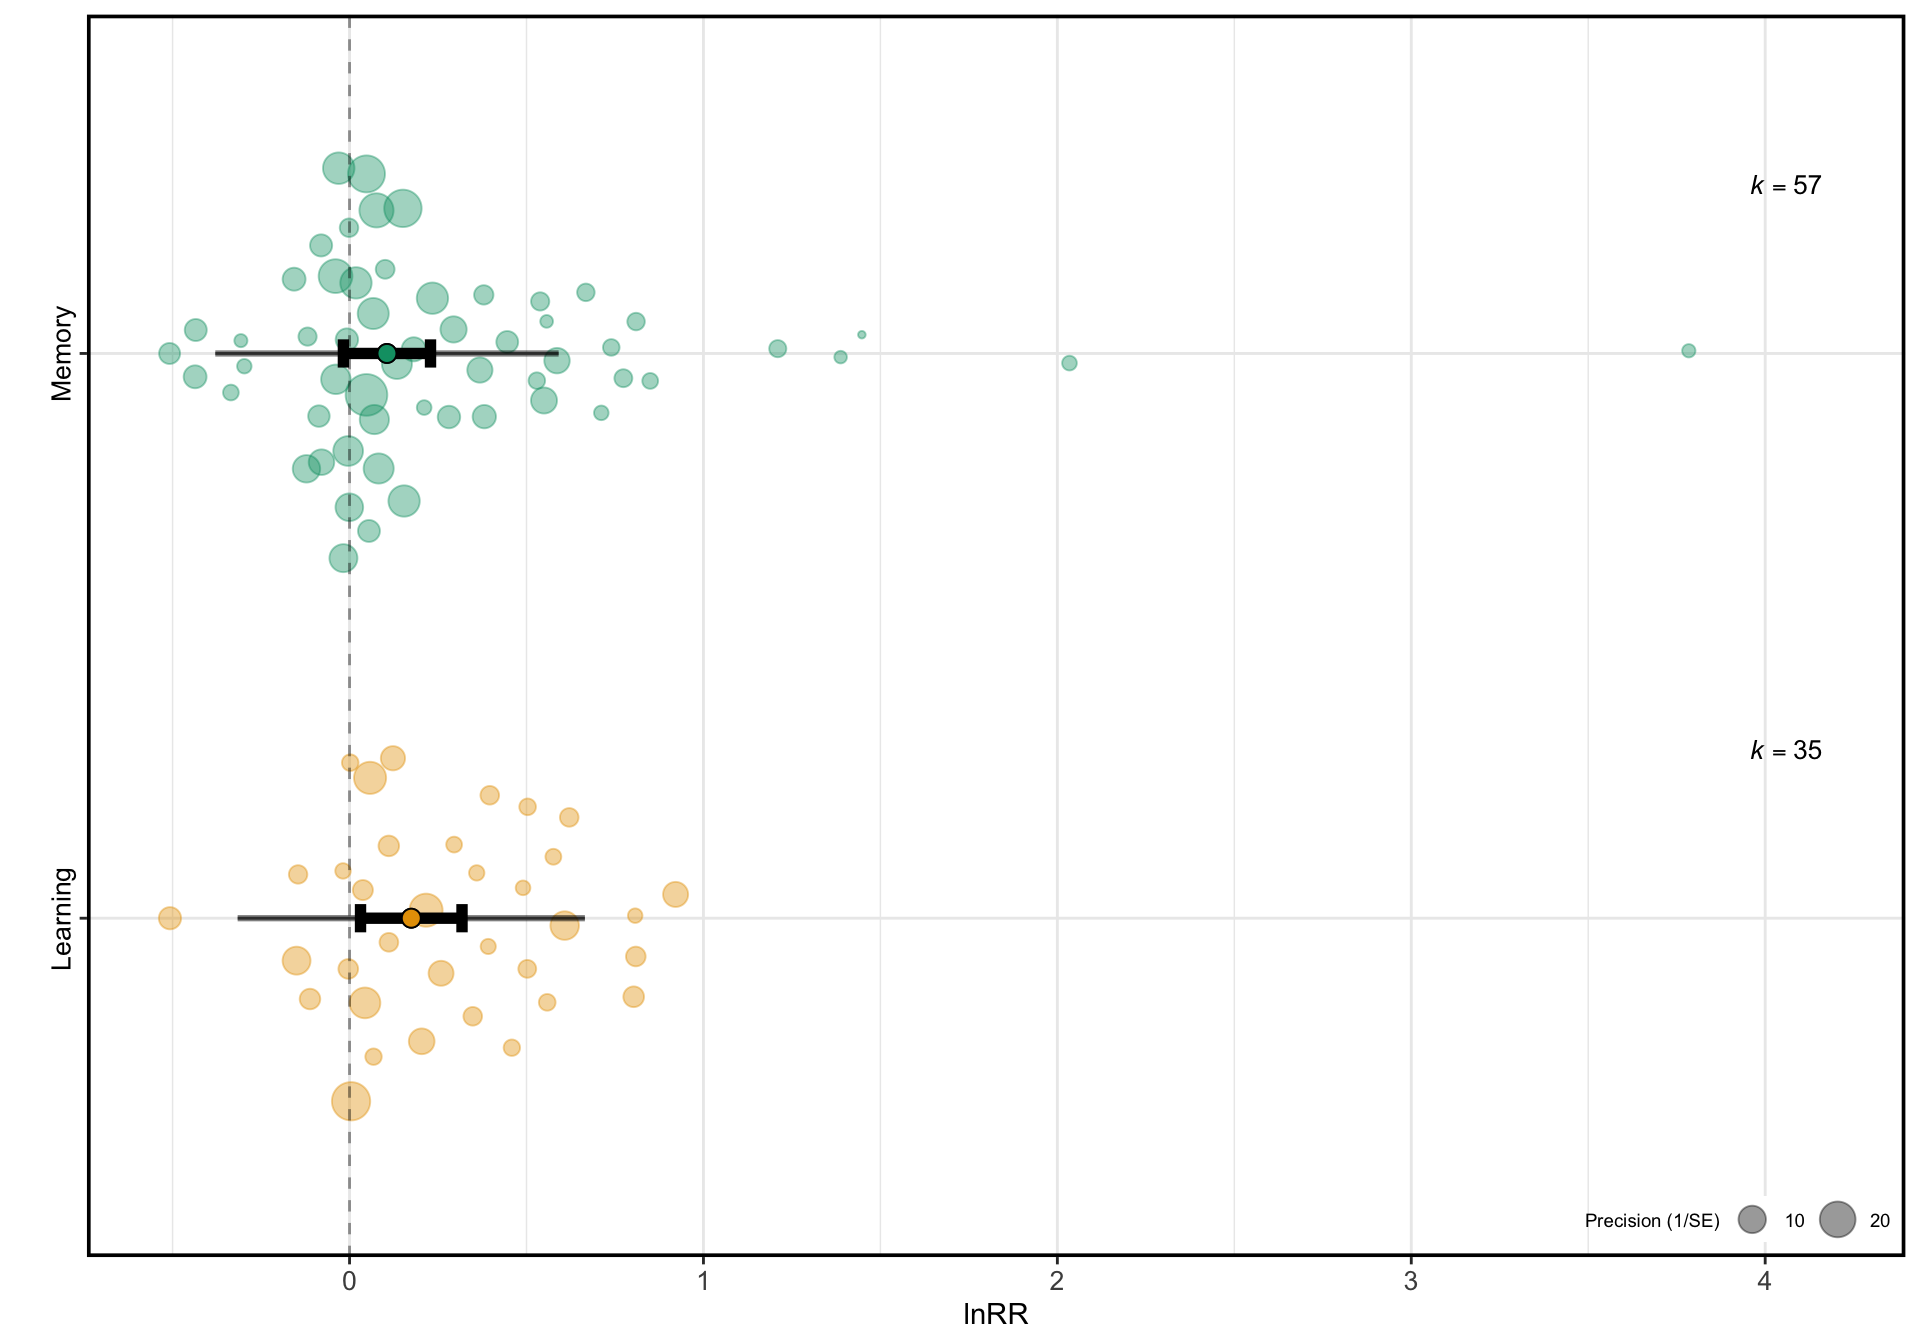 k = 57
Memory
k = 35
Learning
Precision (1/SE) 10 20
0 1 2 3 4
lnRR